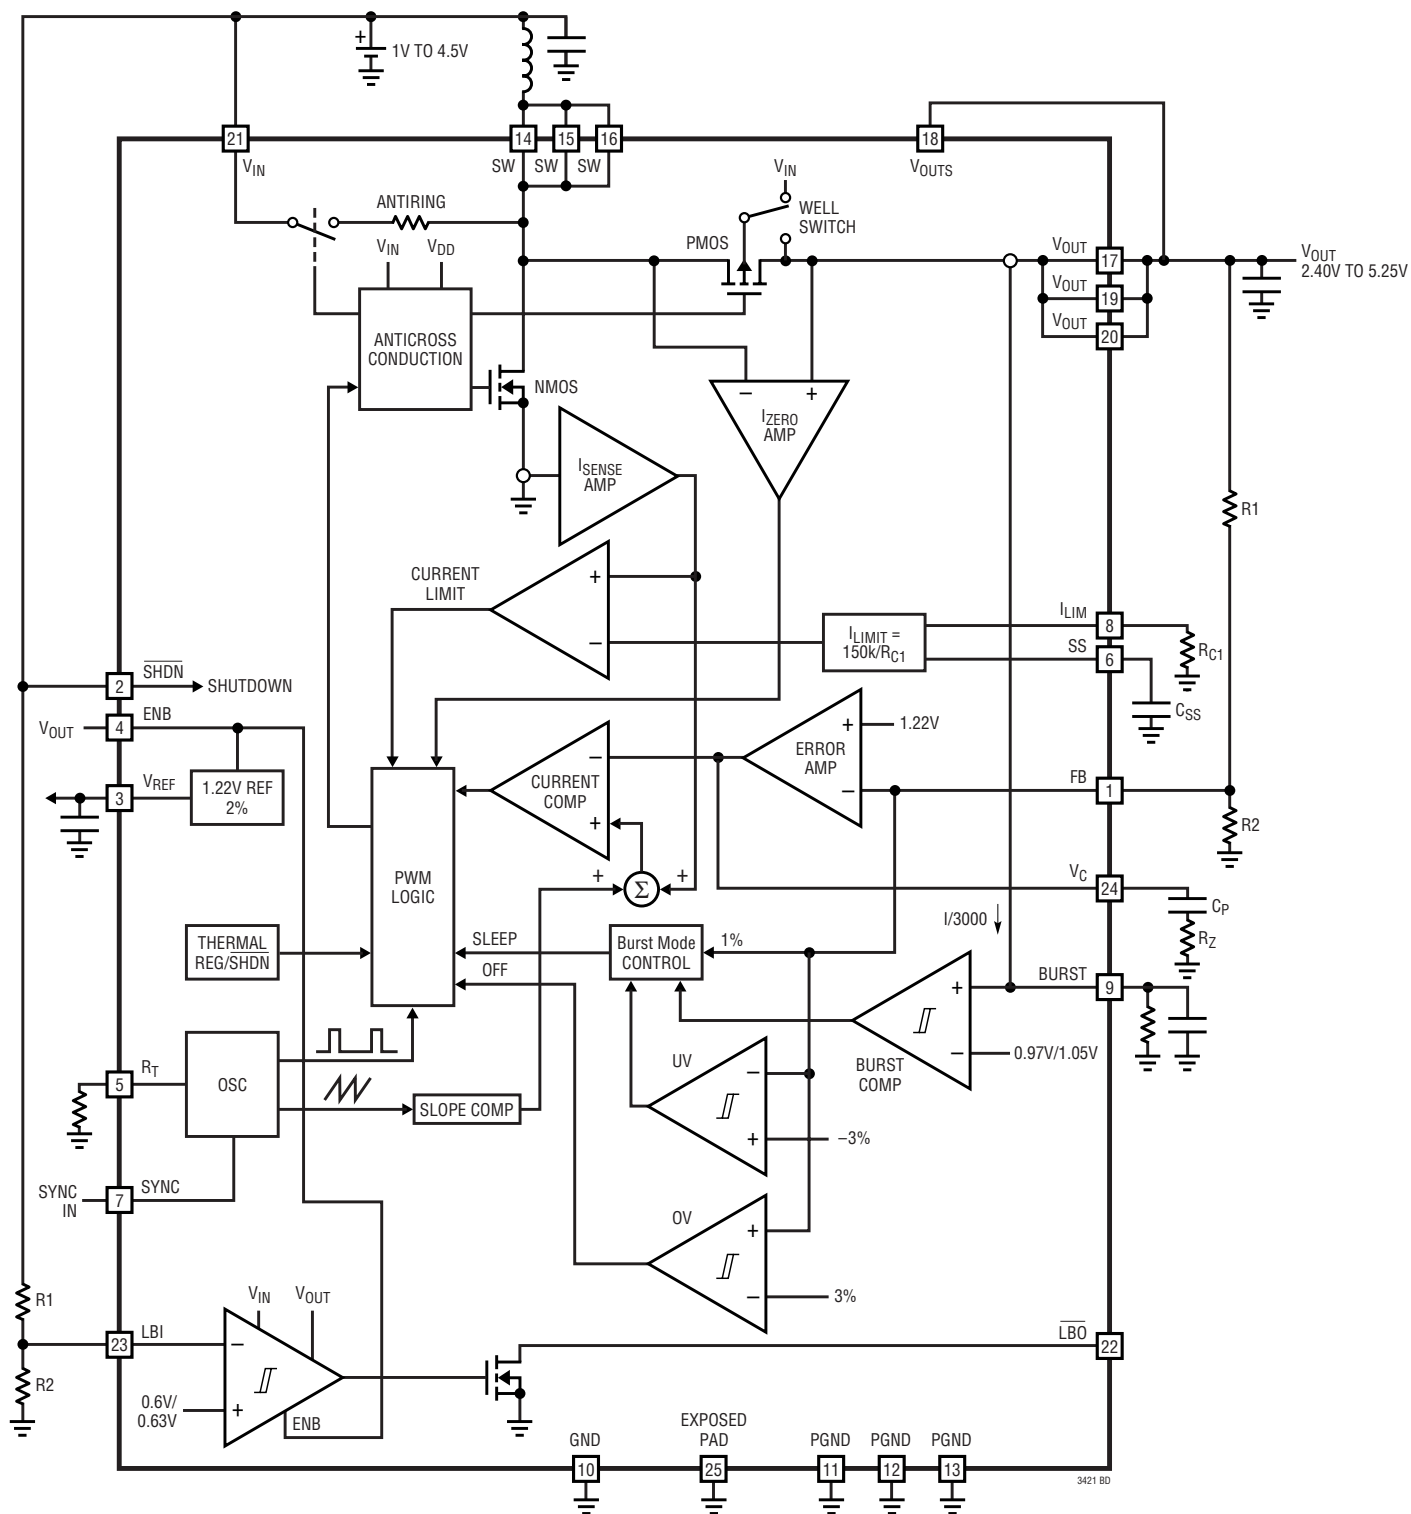 +
1V TO 4.5V
21
14
15
16
18
VIN
SW
SW
SW
VOUTS
VIN
ANTIRING
WELL
SWITCH
VIN
VDD
PMOS
VOUT
17
VOUT
2.40V TO 5.25V
VOUT
19
VOUT
20
ANTICROSS
CONDUCTION
NMOS
–
+
IZERO
AMP
ISENSE
AMP
R1
CURRENT
LIMIT
+
–
ILIMIT =
150k/RC1
ILIM
8
SS
6
RC1
CSS
SHDN
2
SHUTDOWN
VOUT
4
ENB
VREF
3
1.22V REF
2%
+
1.22V
ERROR
AMP
–
–
CURRENT
COMP
+
FB
1
R2
PWM
LOGIC
+
Σ
+
VC
24
CP
RZ
I/3000
THERMAL
REG/SHDN
SLEEP
OFF
Burst Mode
CONTROL
1%
BURST
9
+
–
0.97V/1.05V
BURST
COMP
RT
5
OSC
SLOPE COMP
UV
–
+
–3%
SYNC
IN
7
SYNC
OV
+
–
3%
R1
VIN
VOUT
23
LBI
–
R2
0.6V/
0.63V
+
ENB
LBO
22
GND
10
EXPOSED
PAD
25
PGND
11
PGND
12
PGND
13
3421 BD